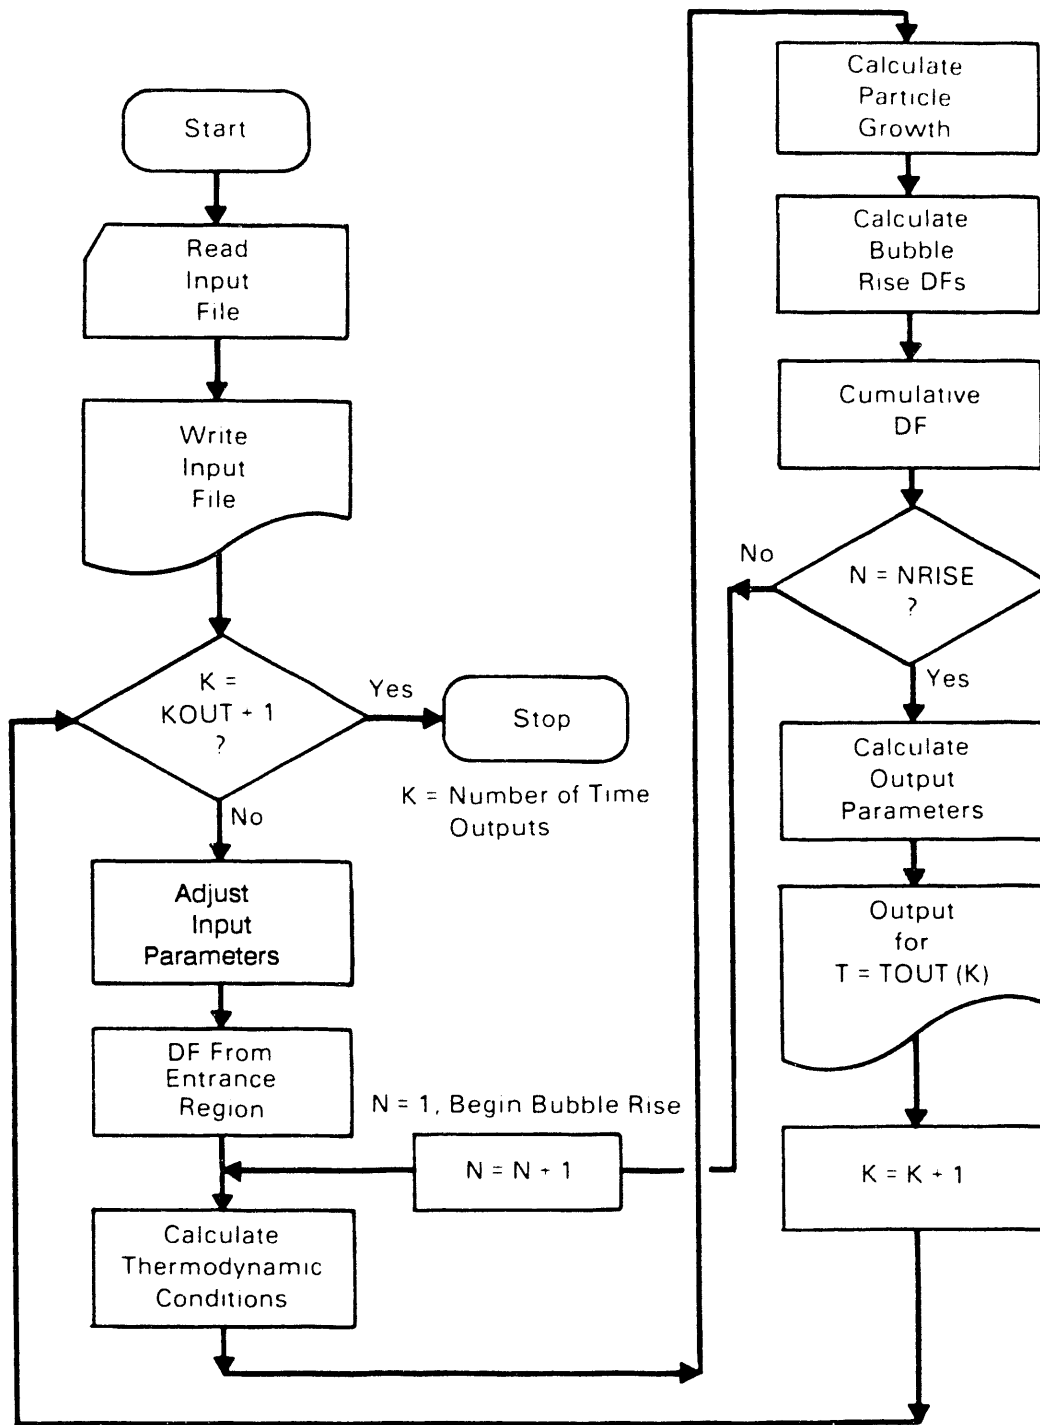 Start
Read
Input
File
Write
Input
File
K =
KOUT + 1
?
Yes
Stop
K = Number of Time
Outputs
No
Adjust
Input
Parameters
DF From
Entrance
Region
N = 1, Begin Bubble Rise
N = N + 1
Calculate
Thermodynamic
Conditions
Calculate
Particle
Growth
Calculate
Bubble
Rise DFs
Cumulative
DF
No
N = NRISE
?
Yes
Calculate
Output
Parameters
Output
for
T = TOUT (K)
K = K + 1